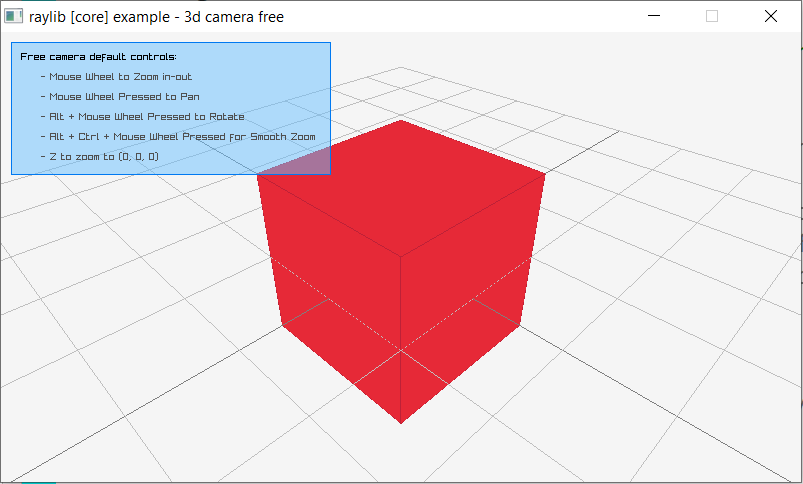 raylib [core] example - 3d camera free
Free camera default controls:
- Mouse Wheel to Zoom in-out
- Mouse Wheel Pressed to Pan
- Alt + Mouse Wheel Pressed to Rotate
- Alt + Ctrl + Mouse Wheel Pressed for Smooth Zoom
- Z to zoom to (0, 0, 0)